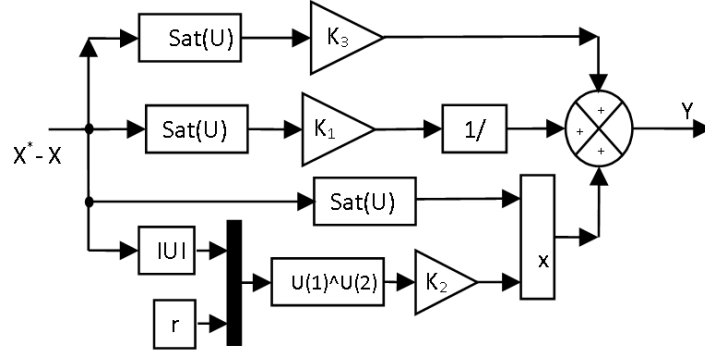 Sat(U)
K₃
Sat(U)
K₁
1/
+
+
+
Y
X*- X
Sat(U)
x
|U|
U(1)^U(2)
K₂
r